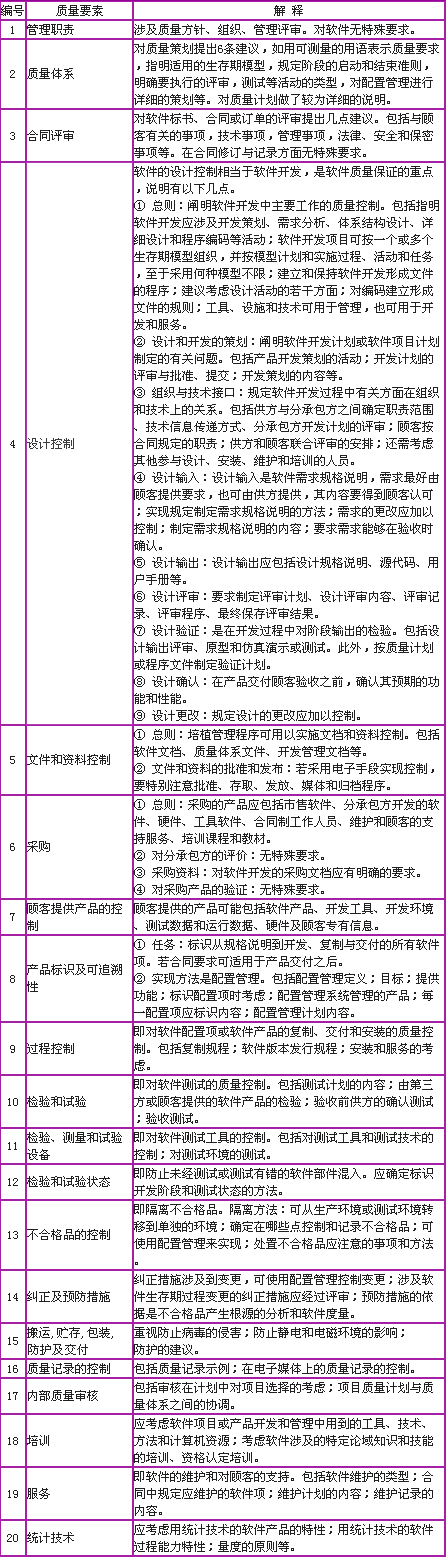 编号 质量要素 解 释
1 管理职责 涉及质量方针、组织、管理评审。对软件无特殊要求。
2 质量体系 对质量策划提出6条建议，如用可测量的用语表示质量要求
，指明适用的生存期模型，规定阶段的启动和结束准则，
明确要执行的评审，测试等活动的类型，对配置管理进行
详细的策划等。对质量计划做了较为详细的说明。
3 合同评审 对软件标书、合同或订单的评审提出几点建议。包括与顾
客有关的事项，技术事项，管理事项，法律、安全和保密
事项等。在合同修订与记录方面无特殊要求。
4 设计控制 软件的设计控制相当于软件开发，是软件质量保证的重点
，说明有以下几点。
① 总则：阐明软件开发中主要工作的质量控制。包括指明
软件开发应涉及开发策划、需求分析、体系结构设计、详
细设计和程序编码等活动；软件开发项目可按一个或多个
生存期模型组织，并按模型计划和实施过程、活动和任务
，至于采用何种模型不限；建立和保持软件开发形成文件
的程序；建议考虑设计活动的若干方面；对编码建立形成
文件的规则；工具、设施和技术可用于管理，也可用于开
发和服务。
② 设计和开发的策划：阐明软件开发计划或软件项目计划
制定的有关问题。包括产品开发策划的活动；开发计划的
评审与批准、提交；开发策划的内容等。
③ 组织与技术接口：规定软件开发过程中有关方面在组织
和技术上的关系。包括供方与分承包方之间确定职责范围
、技术信息传递方式、分承包方开发计划的评审；顾客按
合同规定的职责；供方和顾客联合评审的安排；还需考虑
其他参与设计、安装、维护和培训的人员。
④ 设计输入：设计输入是软件需求规格说明，需求最好由
顾客提供要求，也可由供方提供，其内容要得到顾客认可
；实现规定制定需求规格说明的方法；需求的更改应加以
控制；制定需求规格说明的内容；要求需求能够在验收时
确认。
⑤ 设计输出：设计输出应包括设计规格说明、源代码、用
户手册等。
⑥ 设计评审：要求制定评审计划、设计评审内容、评审记
录、评审程序、最终保存评审结果。
⑦ 设计验证：是在开发过程中对阶段输出的检验。包括设
计输出评审、原型和仿真演示或测试。此外，按质量计划
或程序文件制定验证计划。
⑧ 设计确认：在产品交付顾客验收之前，确认其预期的功
能和性能。
⑨ 设计更改：规定设计的更改应加以控制。
5 文件和资料控制 ① 总则：培植管理程序可用以实施文档和资料控制。包括
软件文档、质量体系文件、开发管理文档等。
② 文件和资料的批准和发布：若采用电子手段实现控制，
要特别注意批准、存取、发放、媒体和归档程序。
6 采购 ① 总则：采购的产品应包括市售软件、分承包方开发的软
件、硬件、工具软件、合同制工作人员、维护和顾客的支
持服务、培训课程和教材。
② 对分承包方的评价：无特殊要求。
③ 采购资料：对软件开发的采购文档应有明确的要求。
④ 对采购产品的验证：无特殊要求。
7 顾客提供产品的控
制 顾客提供的产品可能包括软件产品、开发工具、开发环境
、测试数据和运行数据、硬件及顾客专有信息。
8 产品标识及可追溯
性 ① 任务：标识从规格说明到开发、复制与交付的所有软件
项。若合同要求可适用于产品交付之后。
② 实现方法是配置管理。包括配置管理定义；目标；提供
功能；标识配置项时考虑；配置管理系统管理的产品；每
一配置项应标识内容；配置管理计划内容。
9 过程控制 即对软件配置项或软件产品的复制、交付和安装的质量控
制。包括复制规程；软件版本发行规程；安装和服务的考
虑。
10 检验和试验 即对软件测试的质量控制。包括测试计划的内容；由第三
方或顾客提供的软件产品的检验；验收前供方的确认测试
；验收测试。
11 检验、测量和试验
设备 即对软件测试工具的控制。包括对测试工具和测试技术的
控制；对测试环境的测试。
12 检验和试验状态 即防止未经测试或测试有错的软件部件混入。应确定标识
开发阶段和测试状态的方法。
13 不合格品的控制 即隔离不合格品。隔离方法：可从生产环境或测试环境转
移到单独的环境；确定在哪些点控制和记录不合格品；可
使用配置管理来实现；处置不合格品应注意的事项和方法
。
14 纠正及预防措施 纠正措施涉及到变更，可使用配置管理控制变更；涉及软
件生存期过程变更的纠正措施应经过评审；预防措施的依
据是不合格品产生根源的分析和软件度量。
15 搬运,贮存,包装,
防护及交付 重视防止病毒的侵害；防止静电和电磁环境的影响；
防护的建议。
16 质量记录的控制 包括质量记录示例；在电子媒体上的质量记录的控制。
17 内部质量审核 包括审核在计划中对项目选择的考虑；项目质量计划与质
量体系之间的协调。
18 培训 应考虑软件项目或产品开发和管理中用到的工具、技术、
方法和计算机资源；考虑软件涉及的特定论域知识和技能
的培训、资格认定培训。
19 服务 即软件的维护和对顾客的支持。包括软件维护的类型；合
同中规定应维护的软件项；维护计划的内容；维护记录的
内容。
20 统计技术 应考虑用统计技术的软件产品的特性；用统计技术的软件
过程能力特性；量度的原则等。